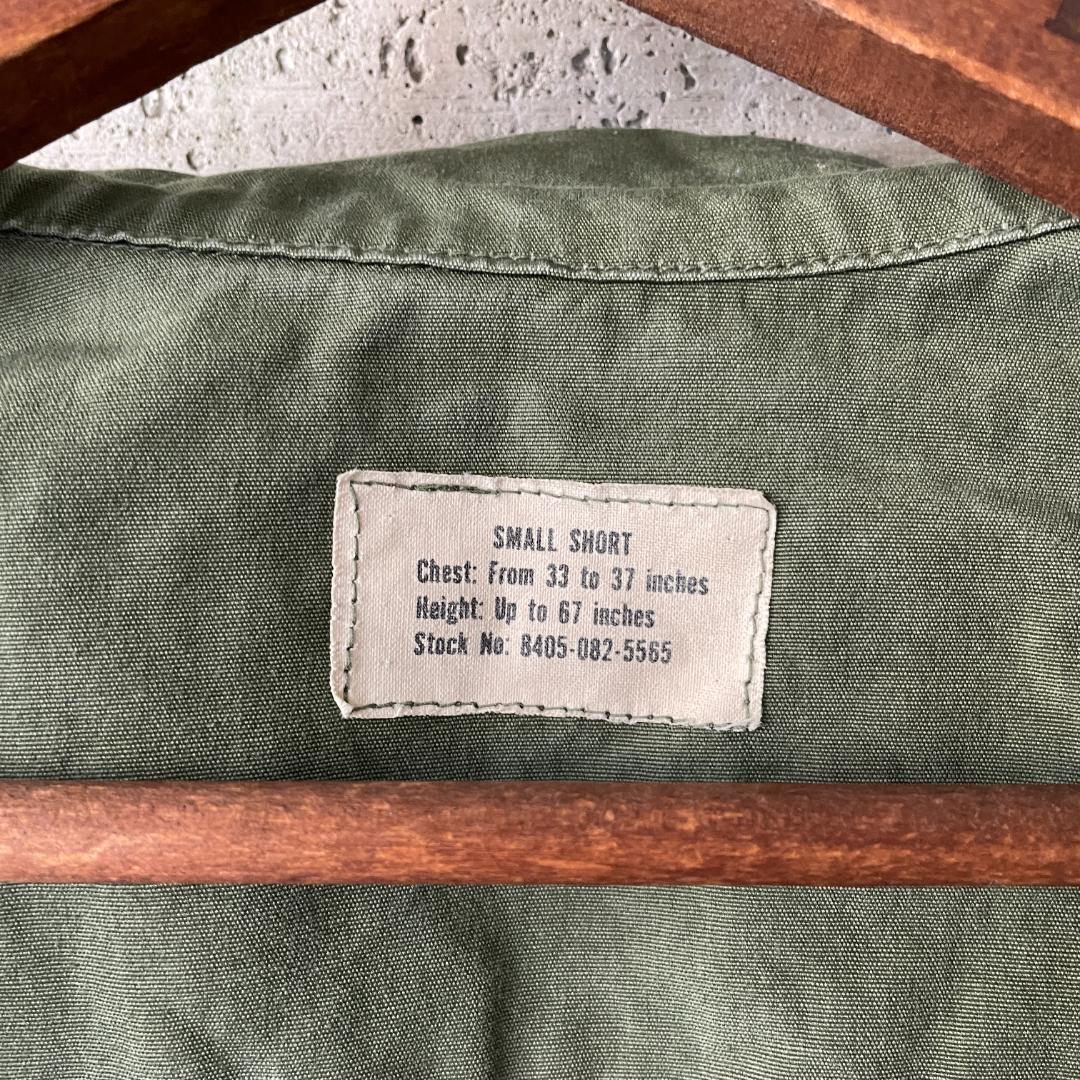 SMALL SHORT
Chest: From 33 to 37 inches
Height: Up to 67 inches
Stock No: 8405-082-5565